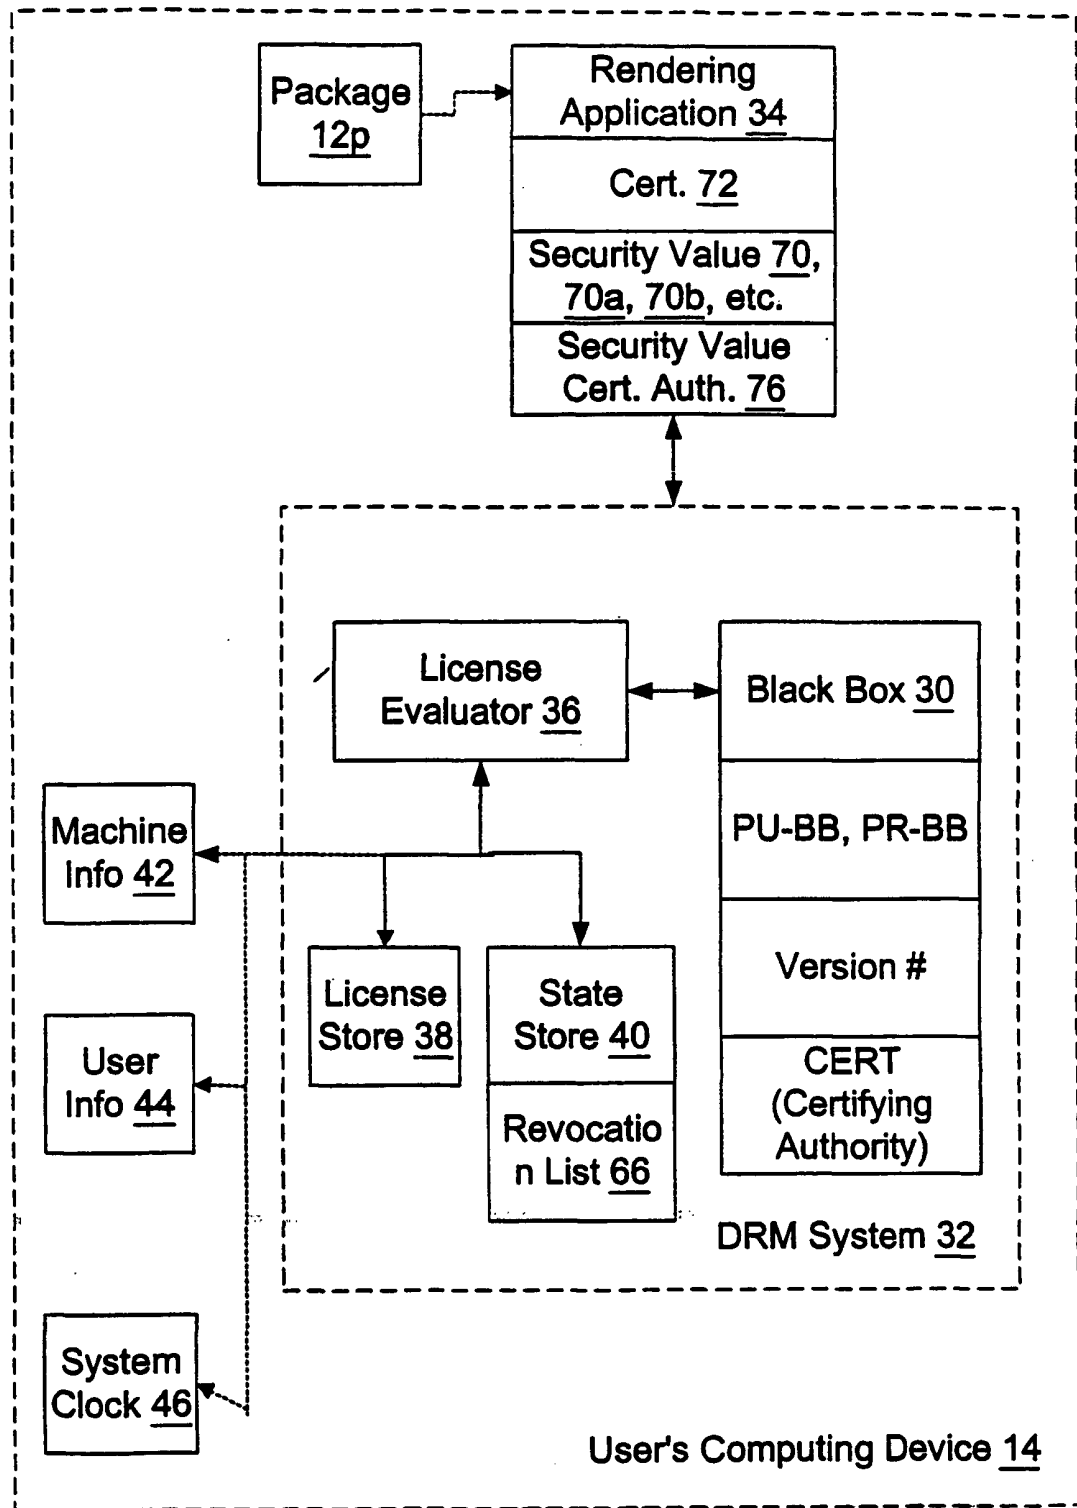 Package
12p
Rendering
Application 34
Cert. 72
Security Value 70,
70a, 70b, etc.
Security Value
Cert. Auth. 76
License
Evaluator 36
Black Box 30
PU-BB, PR-BB
Version #
CERT
(Certifying
Authority)
Machine
Info 42
License
Store 38
State
Store 40
Revocatio
n List 66
User
Info 44
DRM System 32
System
Clock 46
User's Computing Device 14